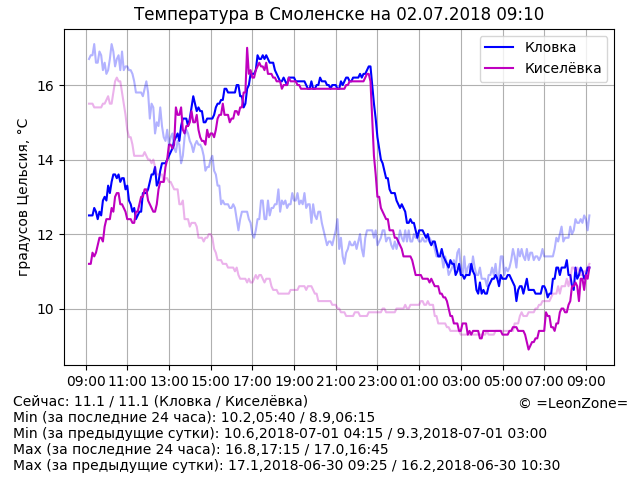 Температура в Смоленске на 02.07.2018 09:10
Кловка
Киселёвка
градусов Цельсия, °C
16
14
12
10
09:00 11:00 13:00 15:00 17:00 19:00 21:00 23:00 01:00 03:00 05:00 07:00 09:00
Сейчас: 11.1 / 11.1 (Кловка / Киселёвка)
© =LeonZone=
Min (за последние 24 часа): 10.2,05:40 / 8.9,06:15
Min (за предыдущие сутки): 10.6,2018-07-01 04:15 / 9.3,2018-07-01 03:00
Max (за последние 24 часа): 16.8,17:15 / 17.0,16:45
Max (за предыдущие сутки): 17.1,2018-06-30 09:25 / 16.2,2018-06-30 10:30